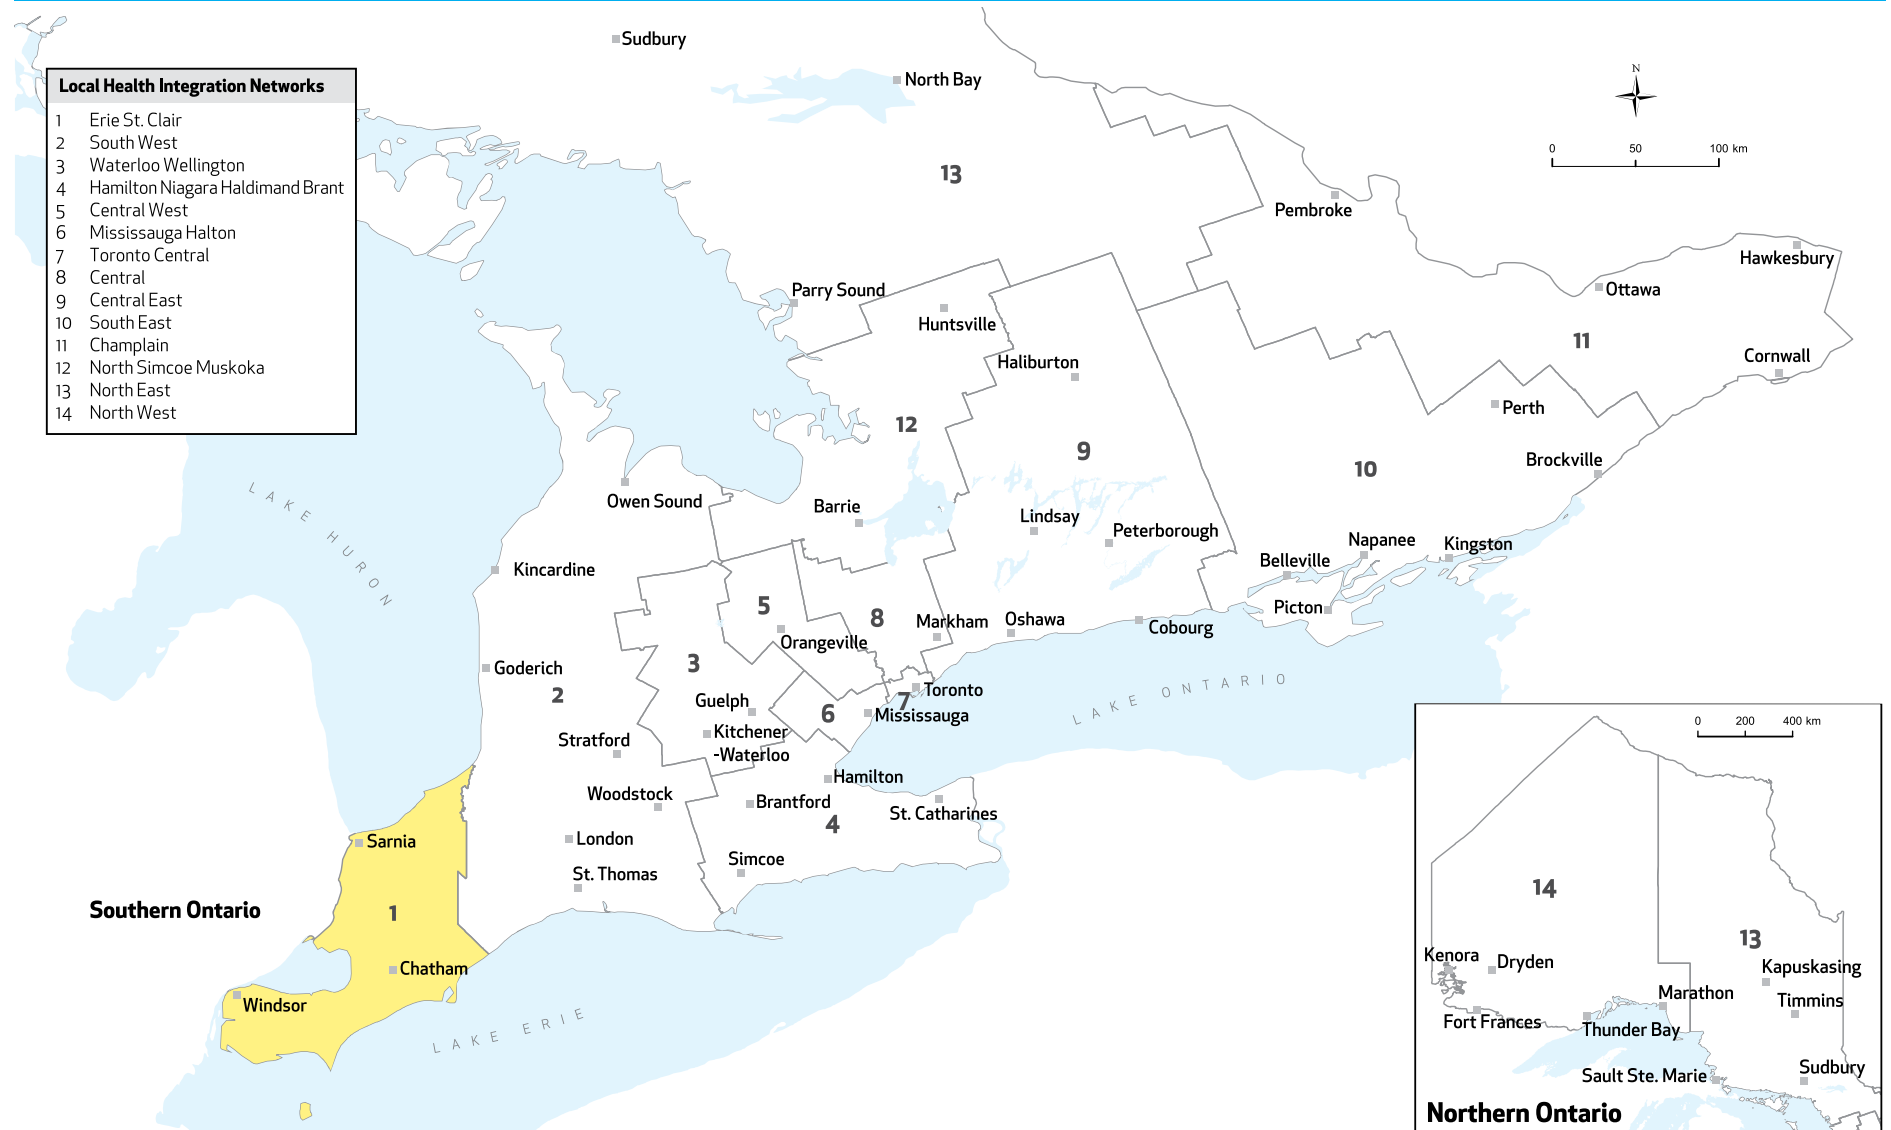 Sudbury
North Bay
N
0 50 100 km
Local Health Integration Networks
1 Erie St. Clair
2 South West
3 Waterloo Wellington
4 Hamilton Niagara Haldimand Brant
5 Central West
6 Mississauga Halton
7 Toronto Central
8 Central
9 Central East
10 South East
11 Champlain
12 North Simcoe Muskoka
13 North East
14 North West
13
Pembroke
Hawkesbury
Parry Sound
Ottawa
Huntsville
11
Haliburton
Cornwall
Perth
12
9
10
Brockville
Owen Sound
Barrie
Lindsay
Peterborough
Napanee
Kingston
Belleville
LAKE HURON
Kincardine
5
8
Picton
Markham
Oshawa
Cobourg
Orangeville
3
Goderich
2
Guelph
6
7
Toronto
Mississauga
LAKE ONTARIO
Stratford
Kitchener
-Waterloo
Hamilton
Woodstock
Brantford
4
St. Catharines
London
Sarnia
Simcoe
St. Thomas
Southern Ontario
1
Chatham
Windsor
LAKE ERIE
0 200 400 km
14
13
Kenora
Dryden
Kapuskasing
Marathon
Timmins
Fort Frances
Thunder Bay
Sault Ste. Marie
Sudbury
Northern Ontario